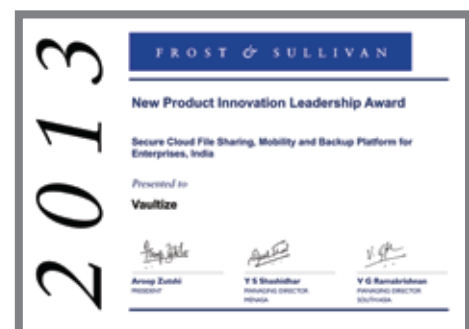 2013
FROST & SULLIVAN
New Product Innovation Leadership Award
Secure Cloud File Sharing, Mobility and Backup Platform for
Enterprises, India
Presented to
Vaultize
Aroop Zutshi
PRESIDENT
Y S Shashidhar
MANAGING DIRECTOR
MENASA
V G Ramakrishnan
MANAGING DIRECTOR
SOUTH ASIA